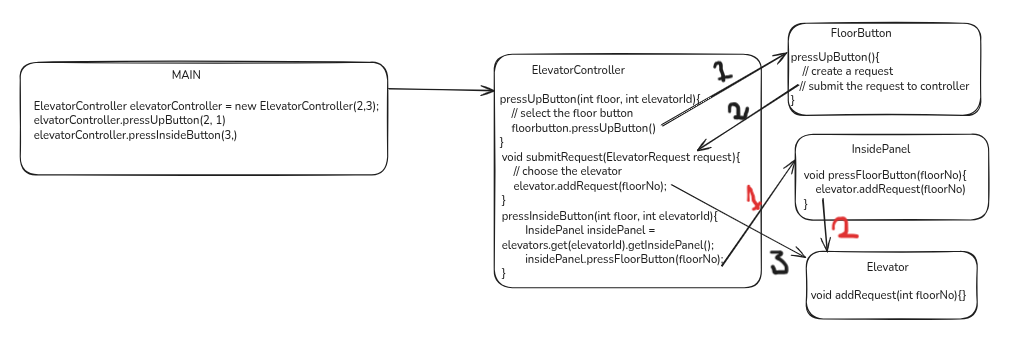 MAIN
ElevatorController elevatorController = new ElevatorController(2,3);
elvatorController.pressUpButton(2, 1)
elevatorController.pressInsideButton(3,)
ElevatorController
pressUpButton(int floor, int elevatorId){
// select the floor button
floorbutton.pressUpButton()
}
void submitRequest(ElevatorRequest request){
// choose the elevator
elevator.addRequest(floorNo);
}
pressInsideButton(int floor, int elevatorId){
InsidePanel insidePanel =
elevators.get(elevatorId).getInsidePanel();
insidePanel.pressFloorButton(floorNo);
}
1
2
1
3
FloorButton
pressUpButton(){
// create a request
// submit the request to controller
}
InsidePanel
void pressFloorButton(floorNo){
elevator.addRequest(floorNo)
}
2
Elevator
void addRequest(int floorNo){}